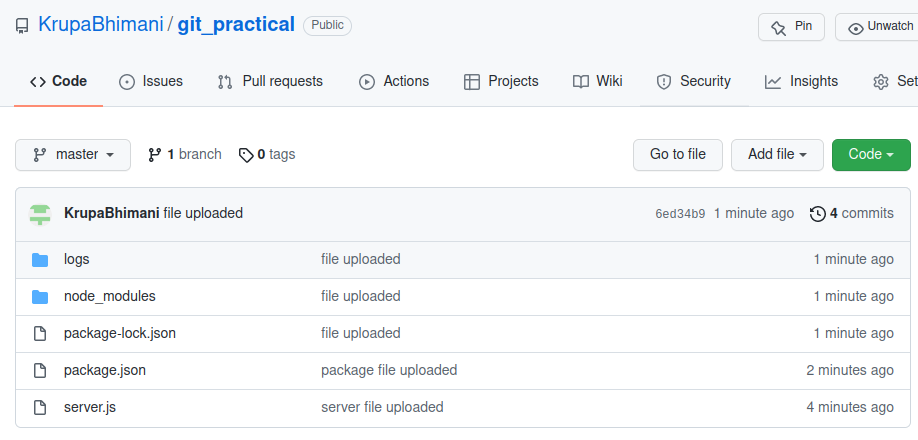 KrupaBhimani / git_practical Public Pin Unwatch
Code Issues Pull requests Actions Projects Wiki Security Insights Set
master 1 branch 0 tags Go to file Add file Code
KrupaBhimani file uploaded 6ed34b9 1 minute ago 4 commits
logs file uploaded 1 minute ago
node_modules file uploaded 1 minute ago
package-lock.json file uploaded 1 minute ago
package.json package file uploaded 2 minutes ago
server.js server file uploaded 4 minutes ago